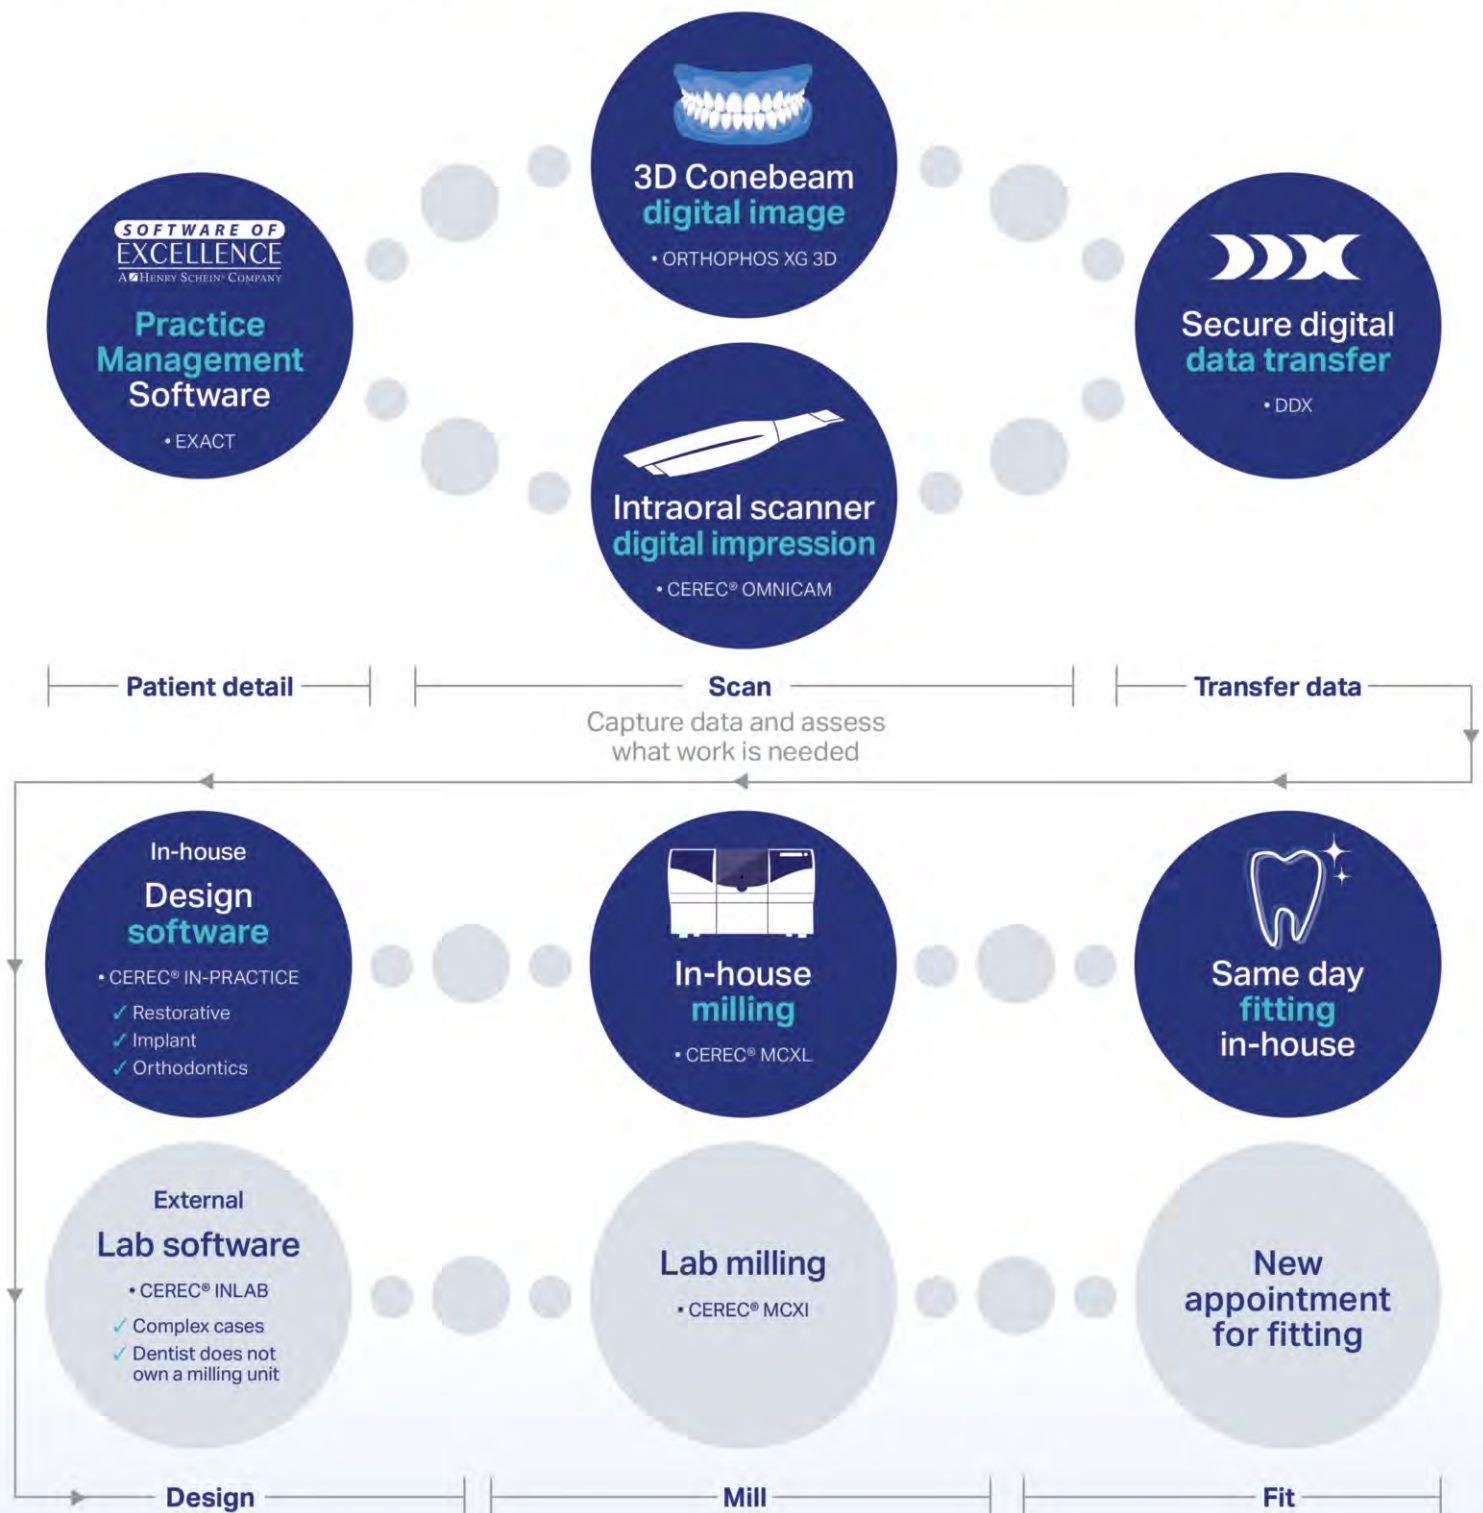 SOFTWARE OF
EXCELLENCE
A HENRY SCHEIN® COMPANY
Practice
Management
Software
• EXACT
3D Conebeam
digital image
• ORTHOPHOS XG 3D
Intraoral scanner
digital impression
• CEREC® OMNICAM
DDX
Secure digital
data transfer
• DDX
Patient detail
Scan
Capture data and assess
what work is needed
Transfer data
In-house
Design
software
• CEREC® IN-PRACTICE
✓ Restorative
✓ Implant
✓ Orthodontics
In-house
milling
• CEREC® MCXL
Same day
fitting
in-house
External
Lab software
• CEREC® INLAB
✓ Complex cases
✓ Dentist does not
own a milling unit
Lab milling
• CEREC® MCXI
New
appointment
for fitting
Design
Mill
Fit